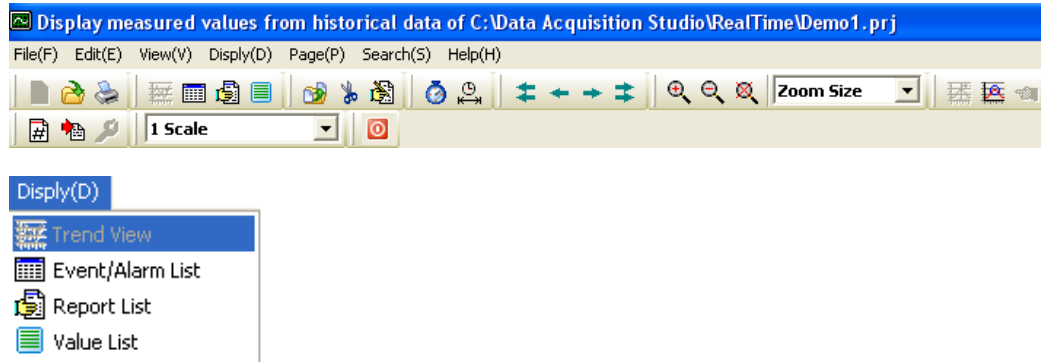 Display measured values from historical data of C:\Data Acquisition Studio\RealTime\Demo1.prj
File(F) Edit(E) View(V) Disply(D) Page(P) Search(S) Help(H)
Zoom Size
1 Scale
Disply(D)
Trend View
Event/Alarm List
Report List
Value List